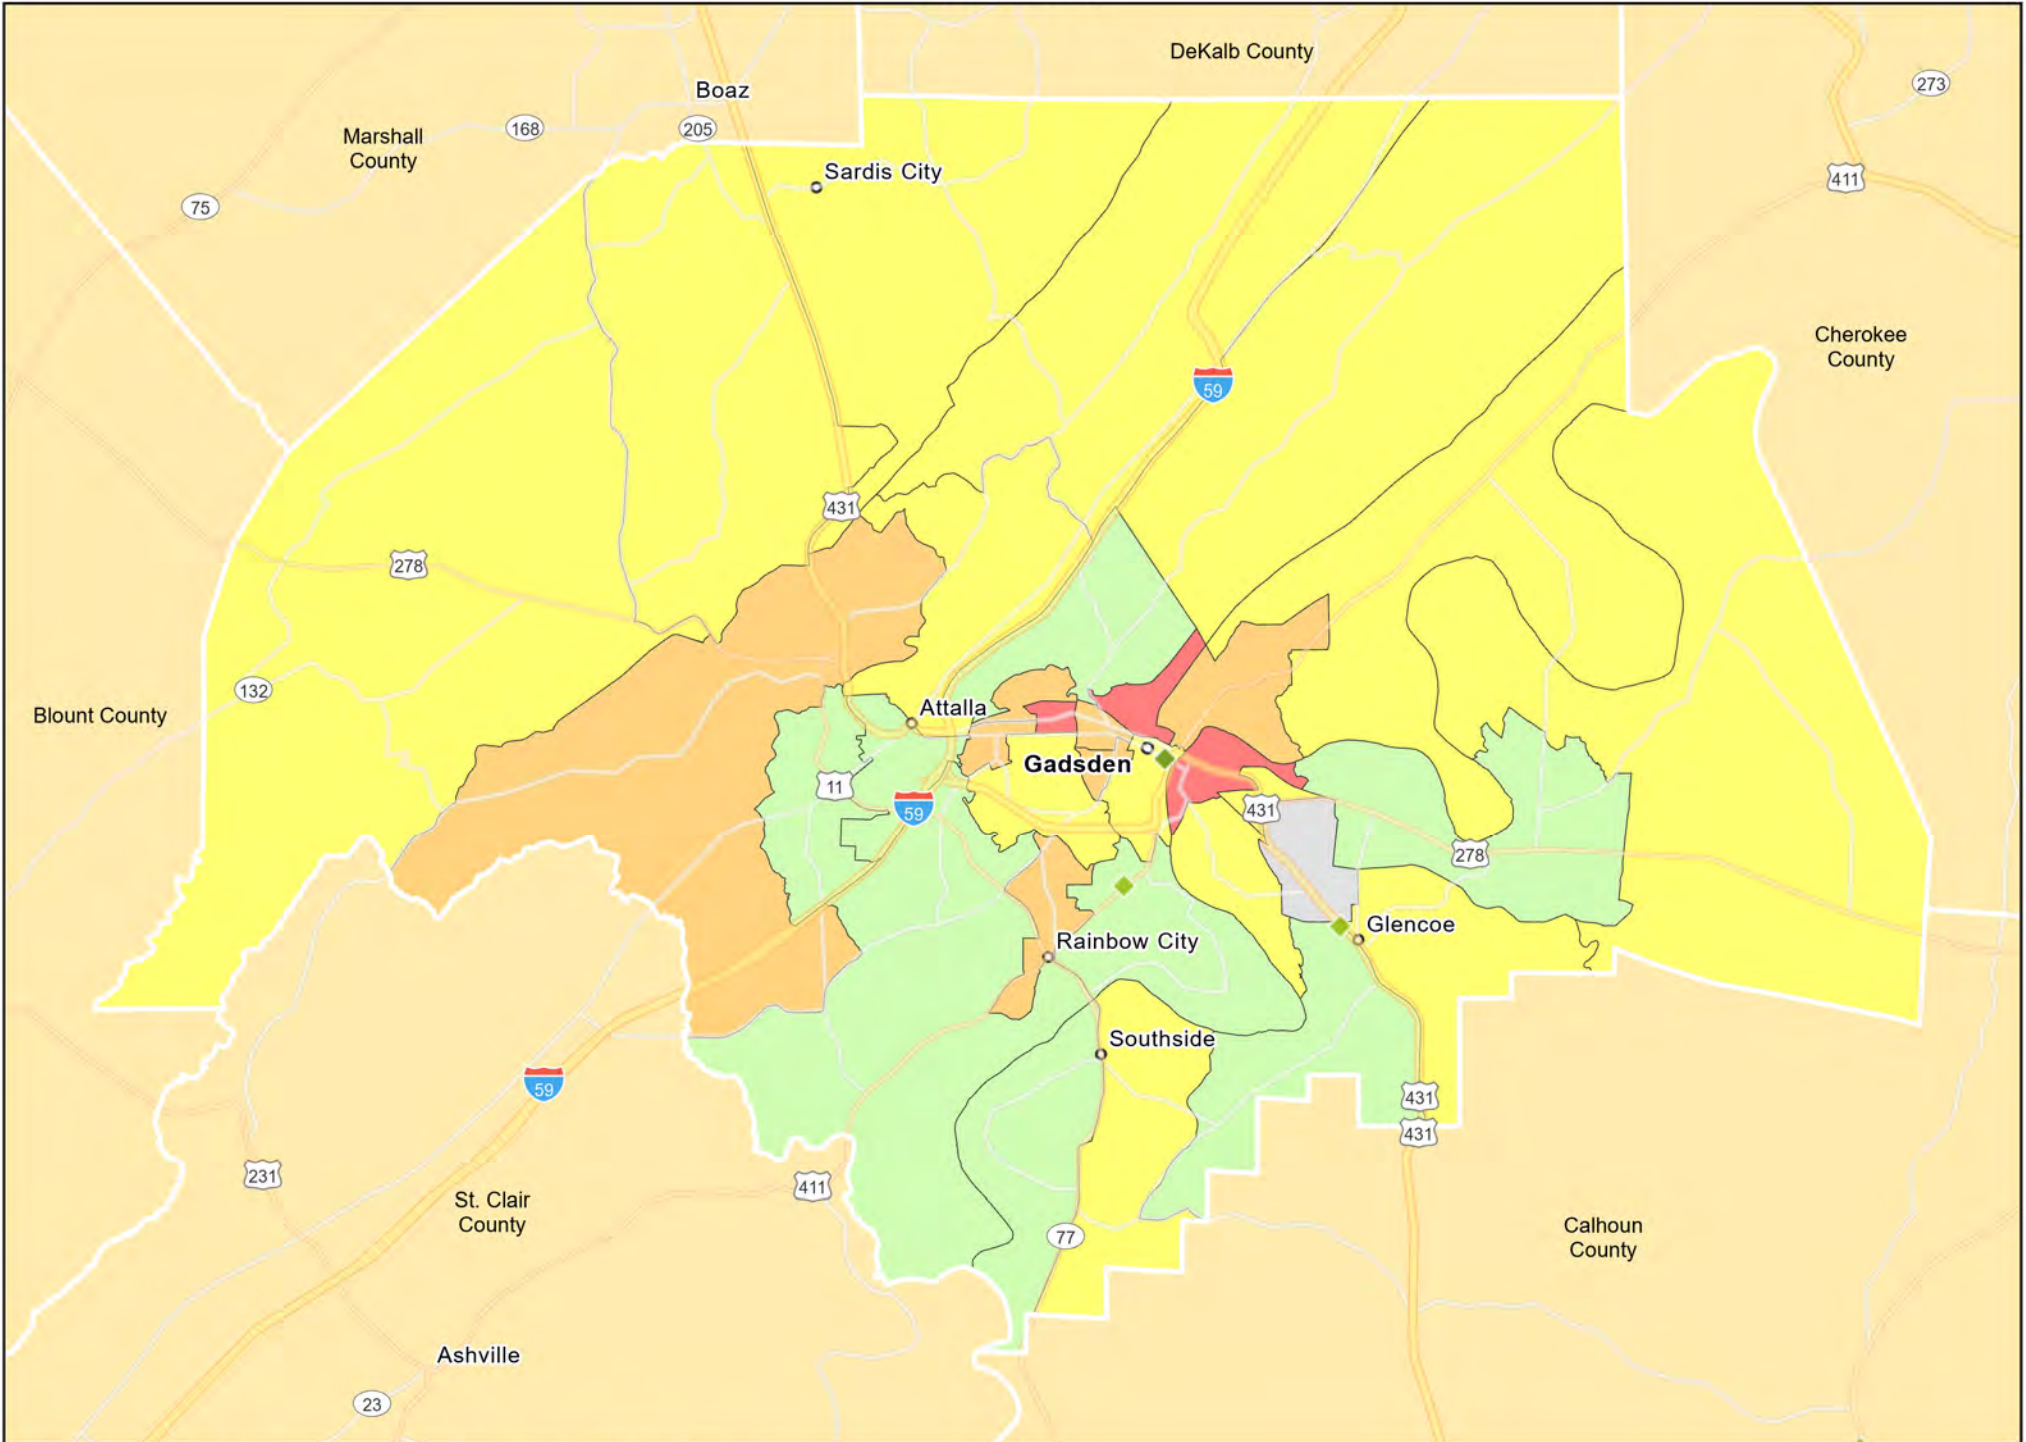 DeKalb County
273
Boaz
168
205
Marshall
County
Sardis City
411
75
Cherokee
County
59
431
278
132
Blount County
Attalla
Gadsden
11
59
431
278
Glencoe
Rainbow City
Southside
59
431
431
231
411
St. Clair
County
77
Calhoun
County
Ashville
23